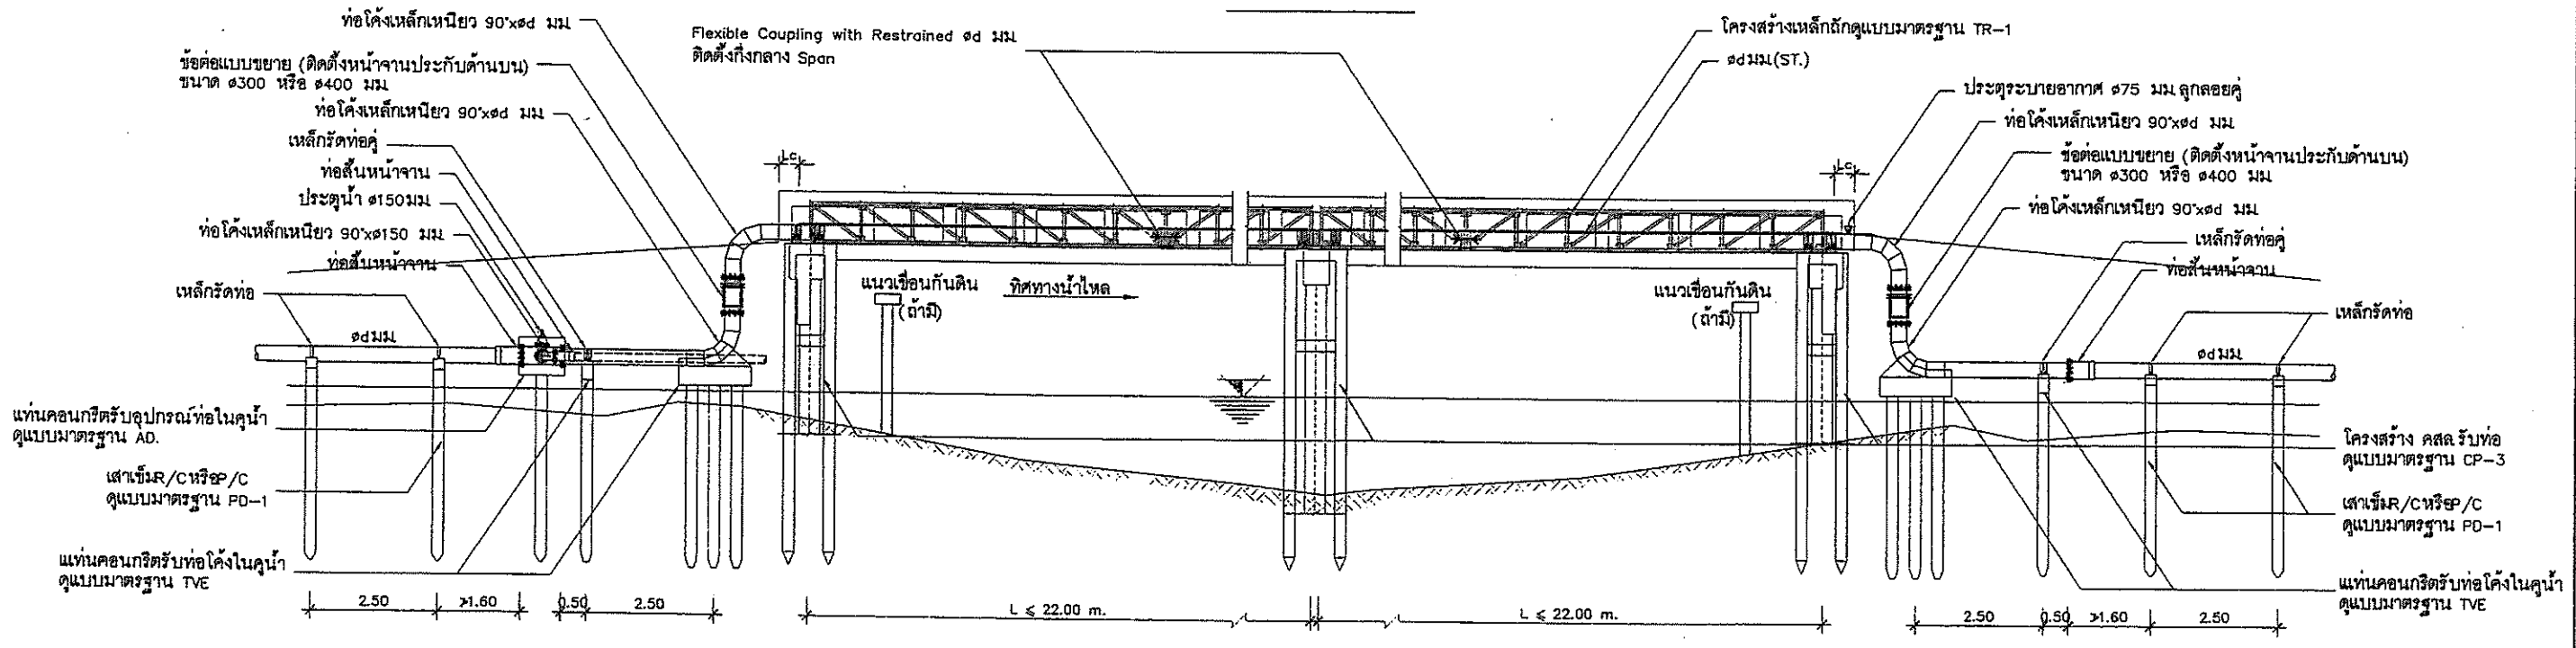 ท่อโค้งเหล็กเหนียว 90°xød มม.
ข้อต่อแบบขยาย (ติดตั้งหน้าจานประกับด้านบน)
ขนาด ø300 หรือ ø400 มม.
ท่อโค้งเหล็กเหนียว 90°xød มม.
เหล็กรัดท่อคู่
ท่อสั้นหน้าจาน
ประตูน้ำ ø150 มม.
ท่อโค้งเหล็กเหนียว 90°xø150 มม.
ท่อสั้นหน้าจาน
เหล็กรัดท่อ
ød มม.
แท่นคอนกรีตรับอุปกรณ์ท่อในคูน้ำ
ดูแบบมาตรฐาน AD.
เสาเข็มR/CหรือP/C
ดูแบบมาตรฐาน PD-1
แท่นคอนกรีตรับท่อโค้งในคูน้ำ
ดูแบบมาตรฐาน TVE
Flexible Coupling with Restrained ød มม.
ติดตั้งกึ่งกลาง Span
Lc
แนวเขื่อนกันดิน
(ถ้ามี)
ทิศทางน้ำไหล
แนวเขื่อนกันดิน
(ถ้ามี)
โครงสร้างเหล็กถักดูแบบมาตรฐาน TR-1
ød มม.(ST.)
ประตูระบายอากาศ ø75 มม.ลูกลอยคู่
ท่อโค้งเหล็กเหนียว 90°xød มม.
Lc
ข้อต่อแบบขยาย (ติดตั้งหน้าจานประกับด้านบน)
ขนาด ø300 หรือ ø400 มม.
ท่อโค้งเหล็กเหนียว 90°xød มม.
เหล็กรัดท่อคู่
ท่อสั้นหน้าจาน
เหล็กรัดท่อ
ød มม.
โครงสร้าง คสล.รับท่อ
ดูแบบมาตรฐาน CP-3
เสาเข็มR/CหรือP/C
ดูแบบมาตรฐาน PD-1
แท่นคอนกรีตรับท่อโค้งในคูน้ำ
ดูแบบมาตรฐาน TVE
2.50 >1.60 0.50 2.50 L ≤ 22.00 m. L ≤ 22.00 m. 2.50 0.50 >1.60 2.50